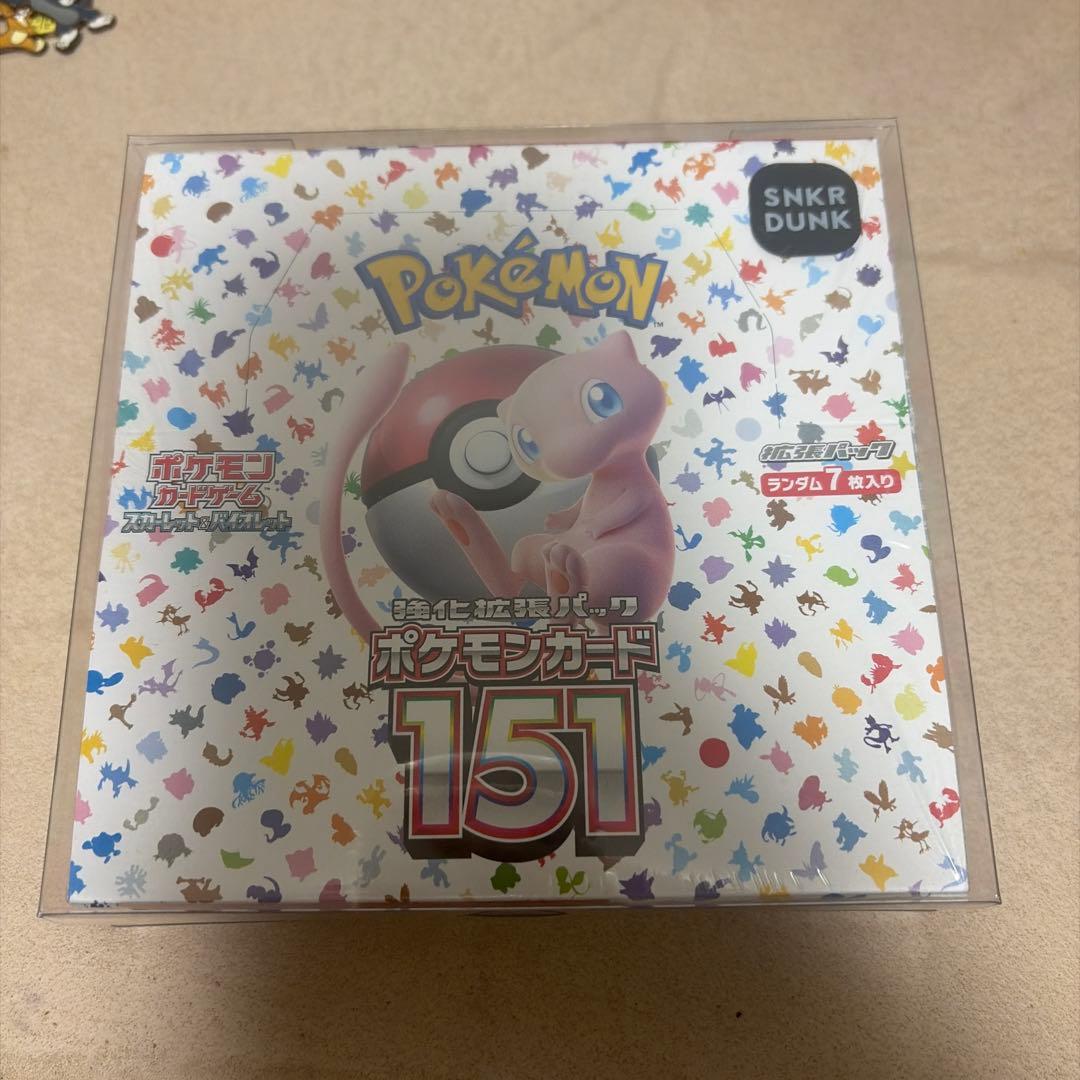 SNKR
DUNK
POKéMON
TM
ポケモン
カードゲーム
スカーレット&バイオレット
拡張パック
ランダム7枚入り
強化拡張パック
ポケモンカード
151